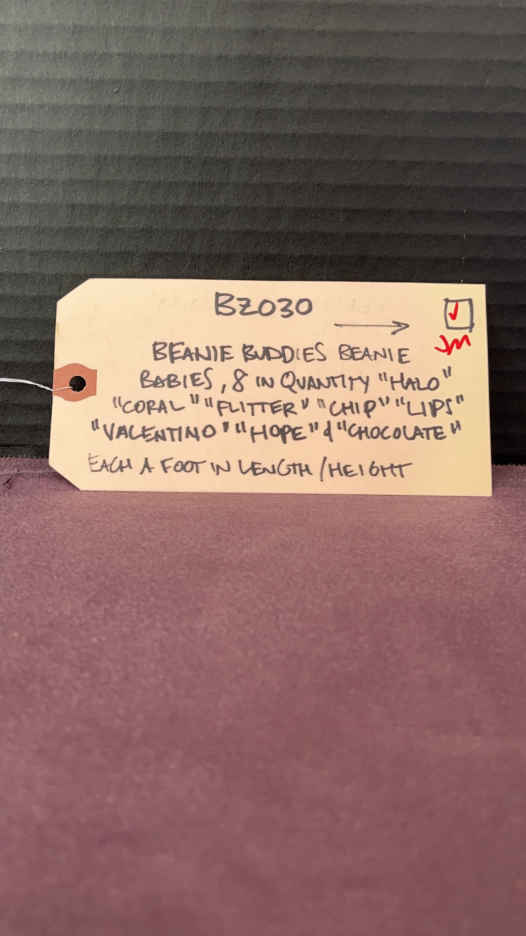 BZ030
BEANIE BUDDIES BEANIE
BABIES, 8 IN QUANTITY "HALO"
"CORAL" "FLITTER" "CHIP" "LIPS"
"VALENTINO" "HOPE" & "CHOCOLATE"
EACH A FOOT IN LENGTH/HEIGHT
JM